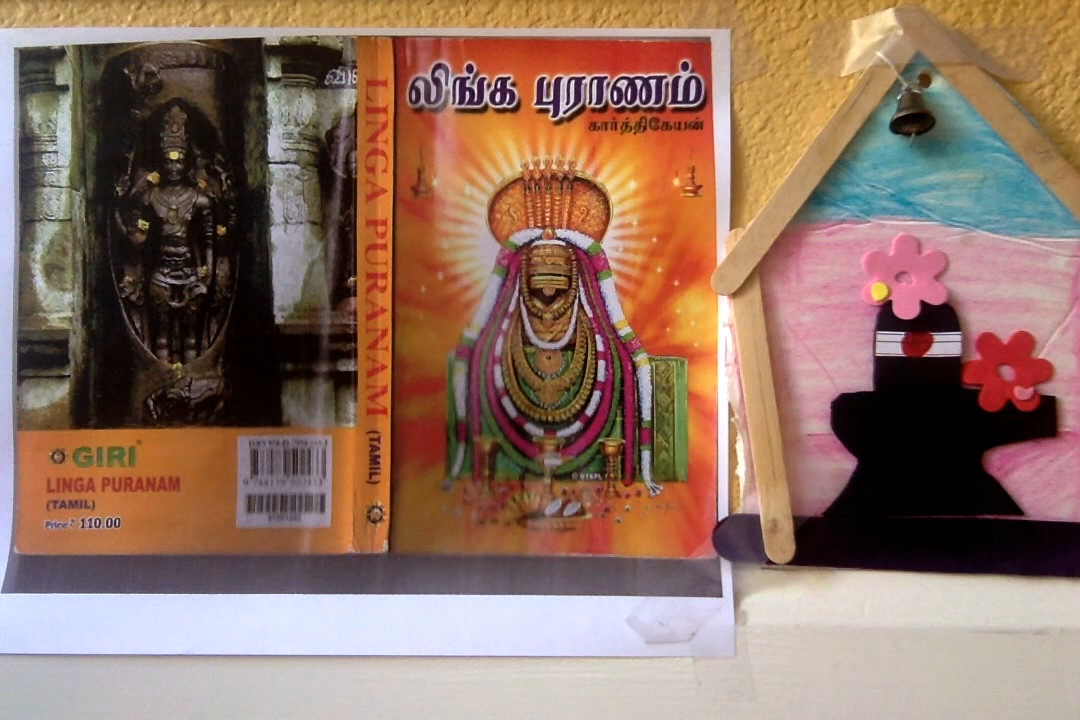 GIRI
LINGA PURANAM
(TAMIL)
Price ₹ 110.00
LINGA PURANAM (TAMIL)
லிங்க புராணம்
கார்த்திகேயன்